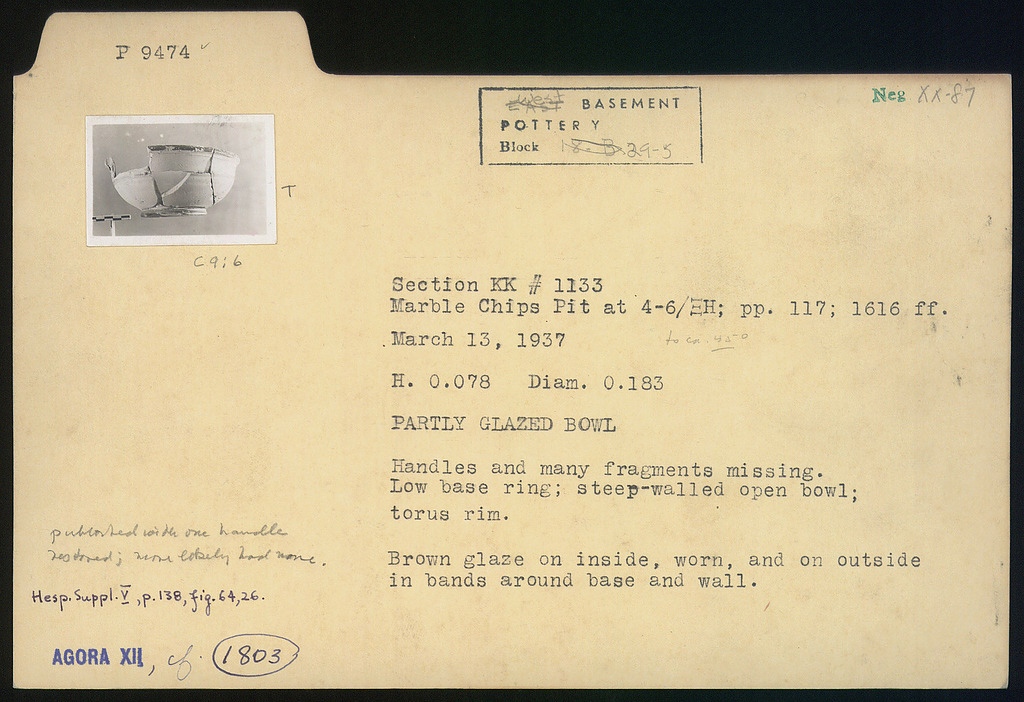 P 9474
Neg XX-87
BASEMENT
POTTERY
Block 29-5
T
C 9:6
Section KK # 1133
Marble Chips Pit at 4-6/ΞH; pp. 117; 1616 ff.
March 13, 1937
to ca. 450
H. 0.078 Diam. 0.183
PARTLY GLAZED BOWL
Handles and many fragments missing.
Low base ring; steep-walled open bowl;
torus rim.
Brown glaze on inside, worn, and on outside
in bands around base and wall.
published with one handle
restored; more likely had none.
Hesp. Suppl. V, p. 138, fig. 64, 26.
AGORA XII, cf. 1803